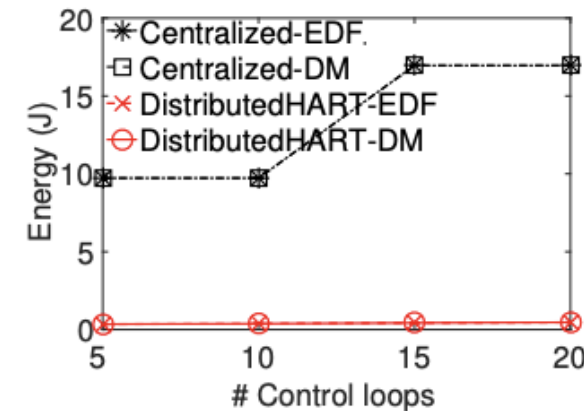 20
Centralized-EDF
Centralized-DM
15
DistributedHART-EDF
DistributedHART-DM
10
5
0
Energy (J)
5 10 15 20
# Control loops